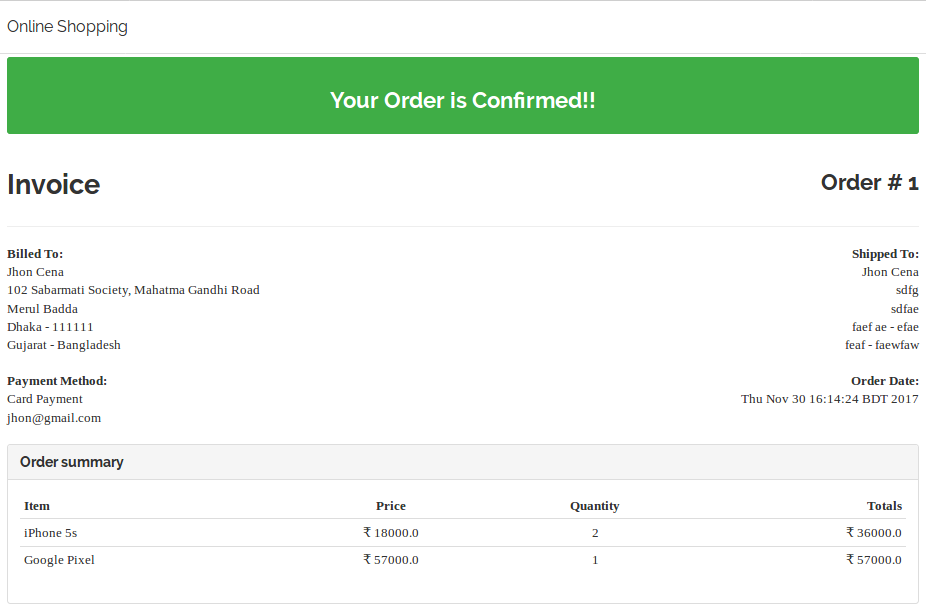 Online Shopping
Your Order is Confirmed!!
Invoice
Order # 1
Billed To:
Jhon Cena
102 Sabarmati Society, Mahatma Gandhi Road
Merul Badda
Dhaka - 111111
Gujarat - Bangladesh
Shipped To:
Jhon Cena
sdfg
sdfae
faef ae - efae
feaf - faewfaw
Payment Method:
Card Payment
jhon@gmail.com
Order Date:
Thu Nov 30 16:14:24 BDT 2017
Order summary
Item Price Quantity Totals
iPhone 5s ₹ 18000.0 2 ₹ 36000.0
Google Pixel ₹ 57000.0 1 ₹ 57000.0